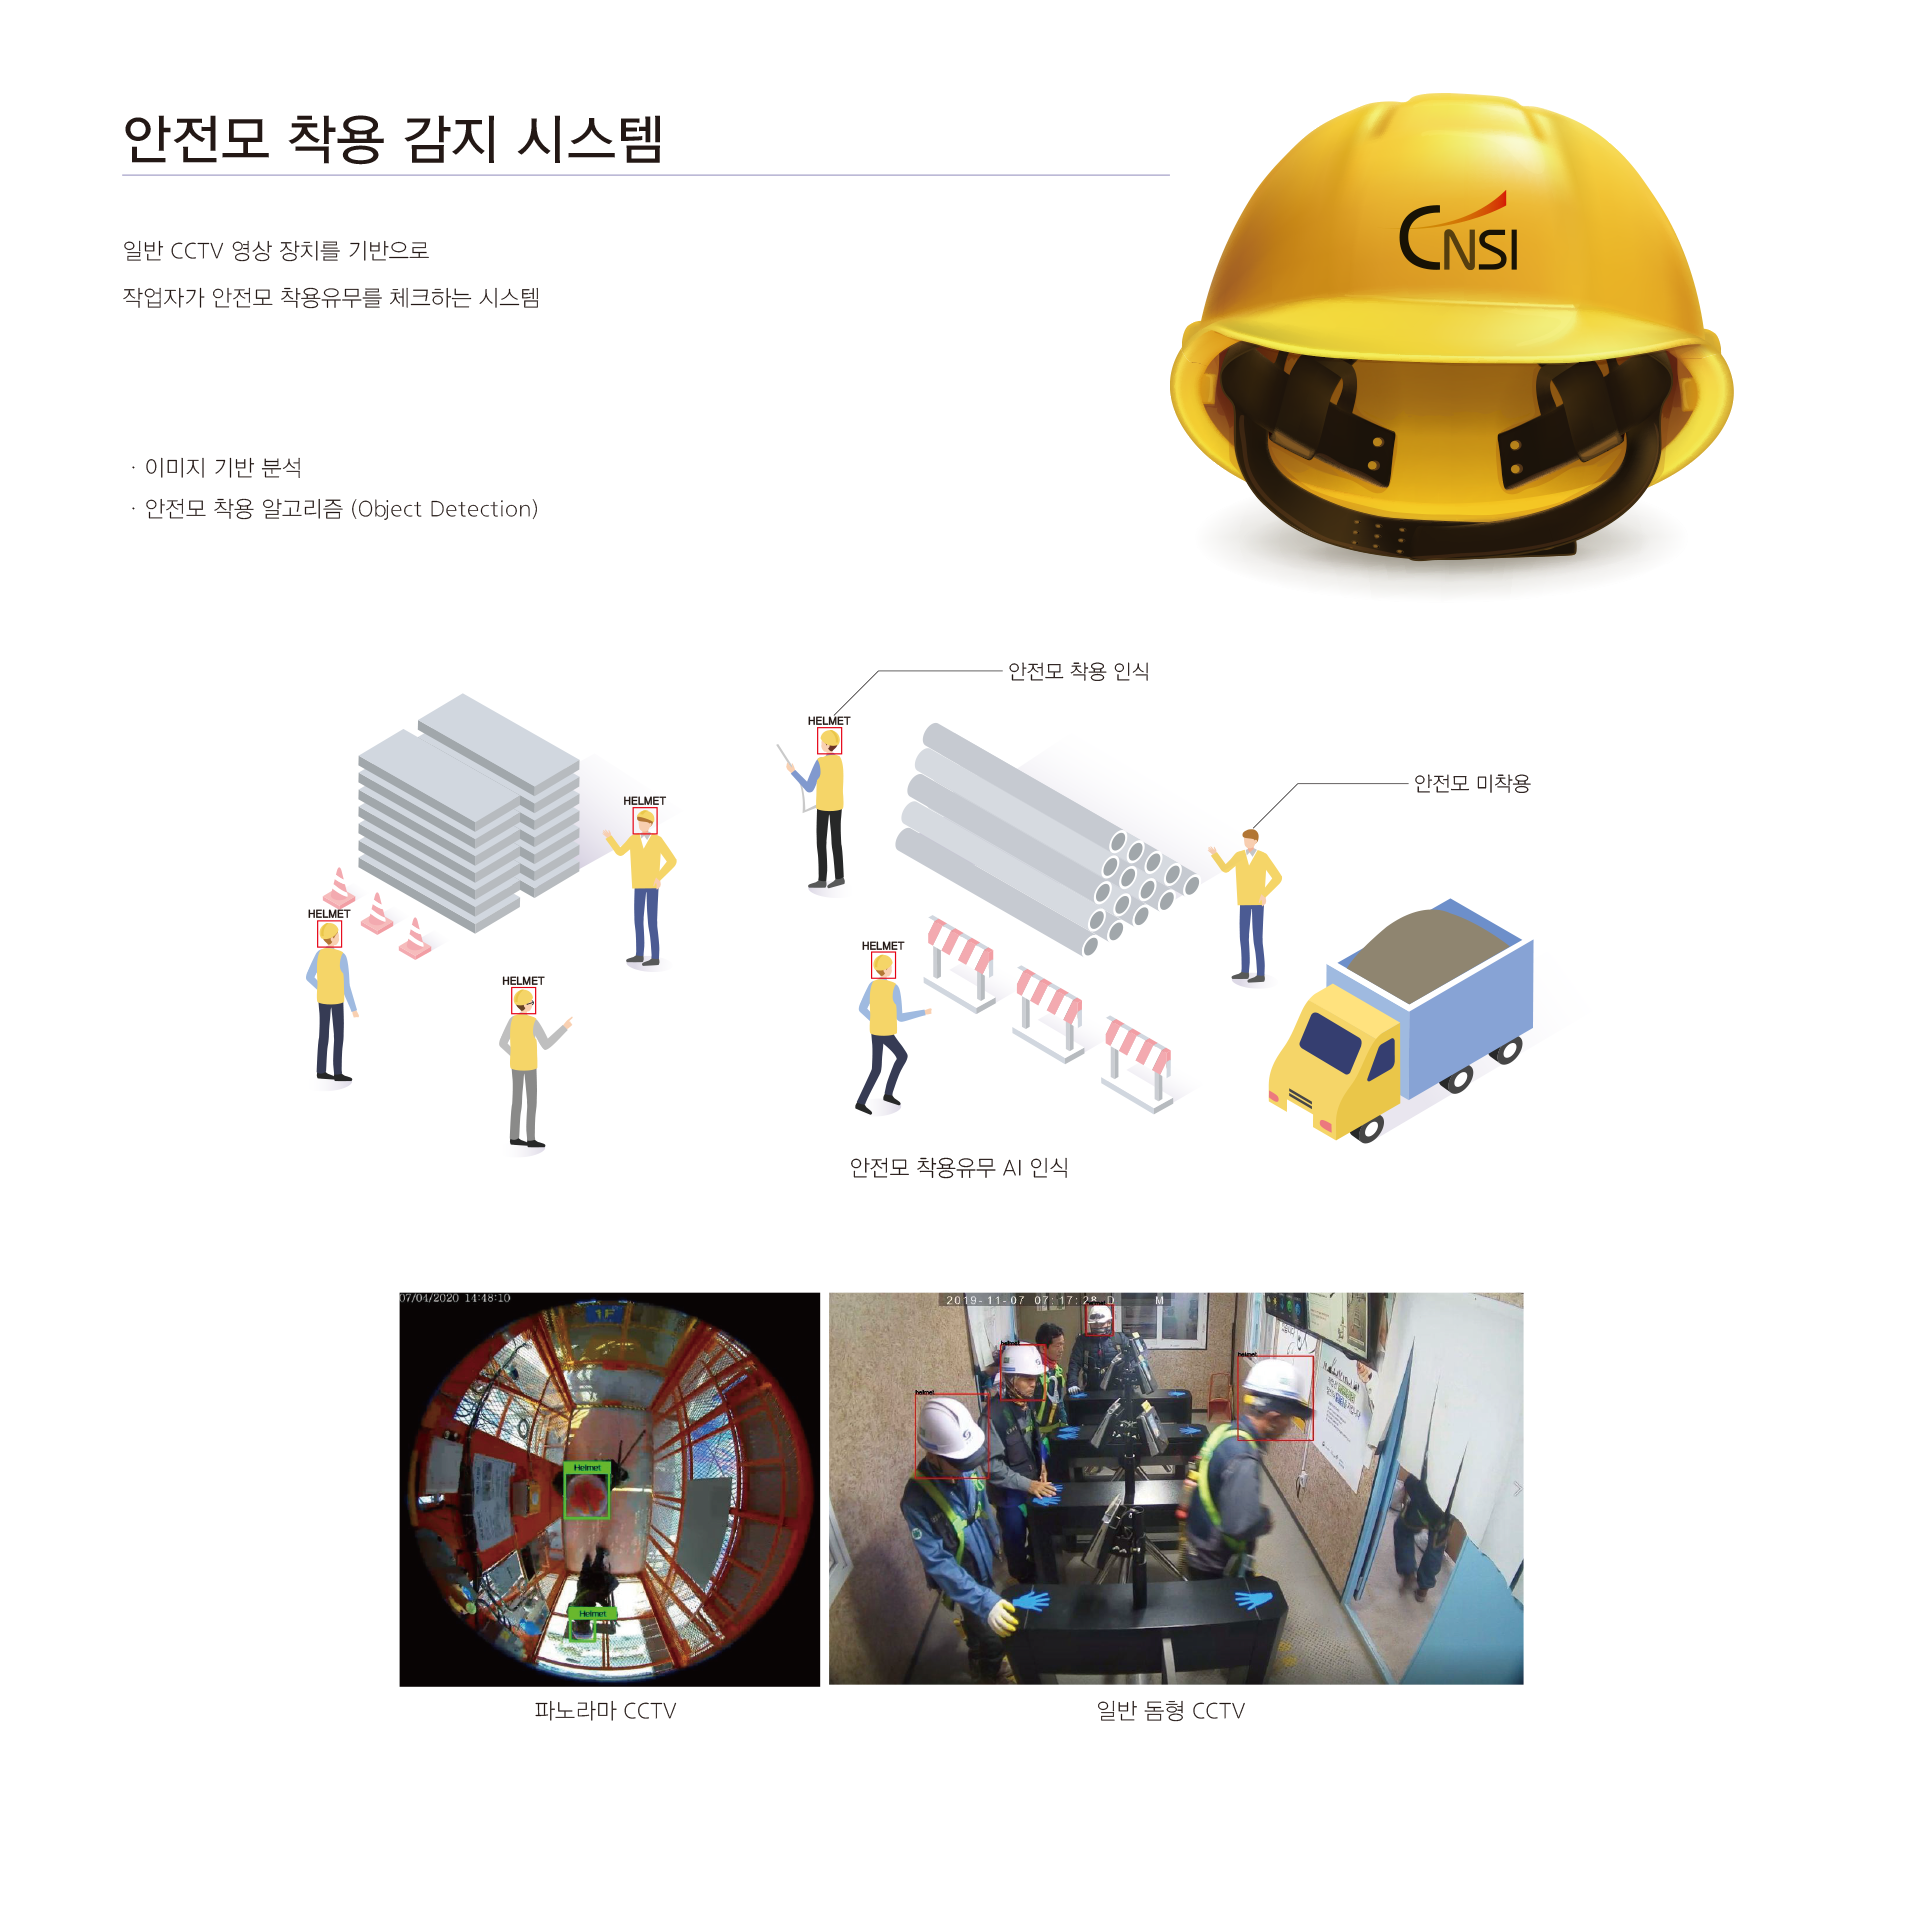 안전모 착용 감지 시스템
CNSI
일반 CCTV 영상 장치를 기반으로
작업자가 안전모 착용유무를 체크하는 시스템
· 이미지 기반 분석
· 안전모 착용 알고리즘 (Object Detection)
안전모 착용 인식
HELMET
안전모 미착용
HELMET
HELMET
HELMET
HELMET
안전모 착용유무 AI 인식
07/04/2020 14:48:10
1F
Helmet
Helmet
2019-11-07 07:17:28 D M
helmet
helmet
helmet
파노라마 CCTV
일반 돔형 CCTV